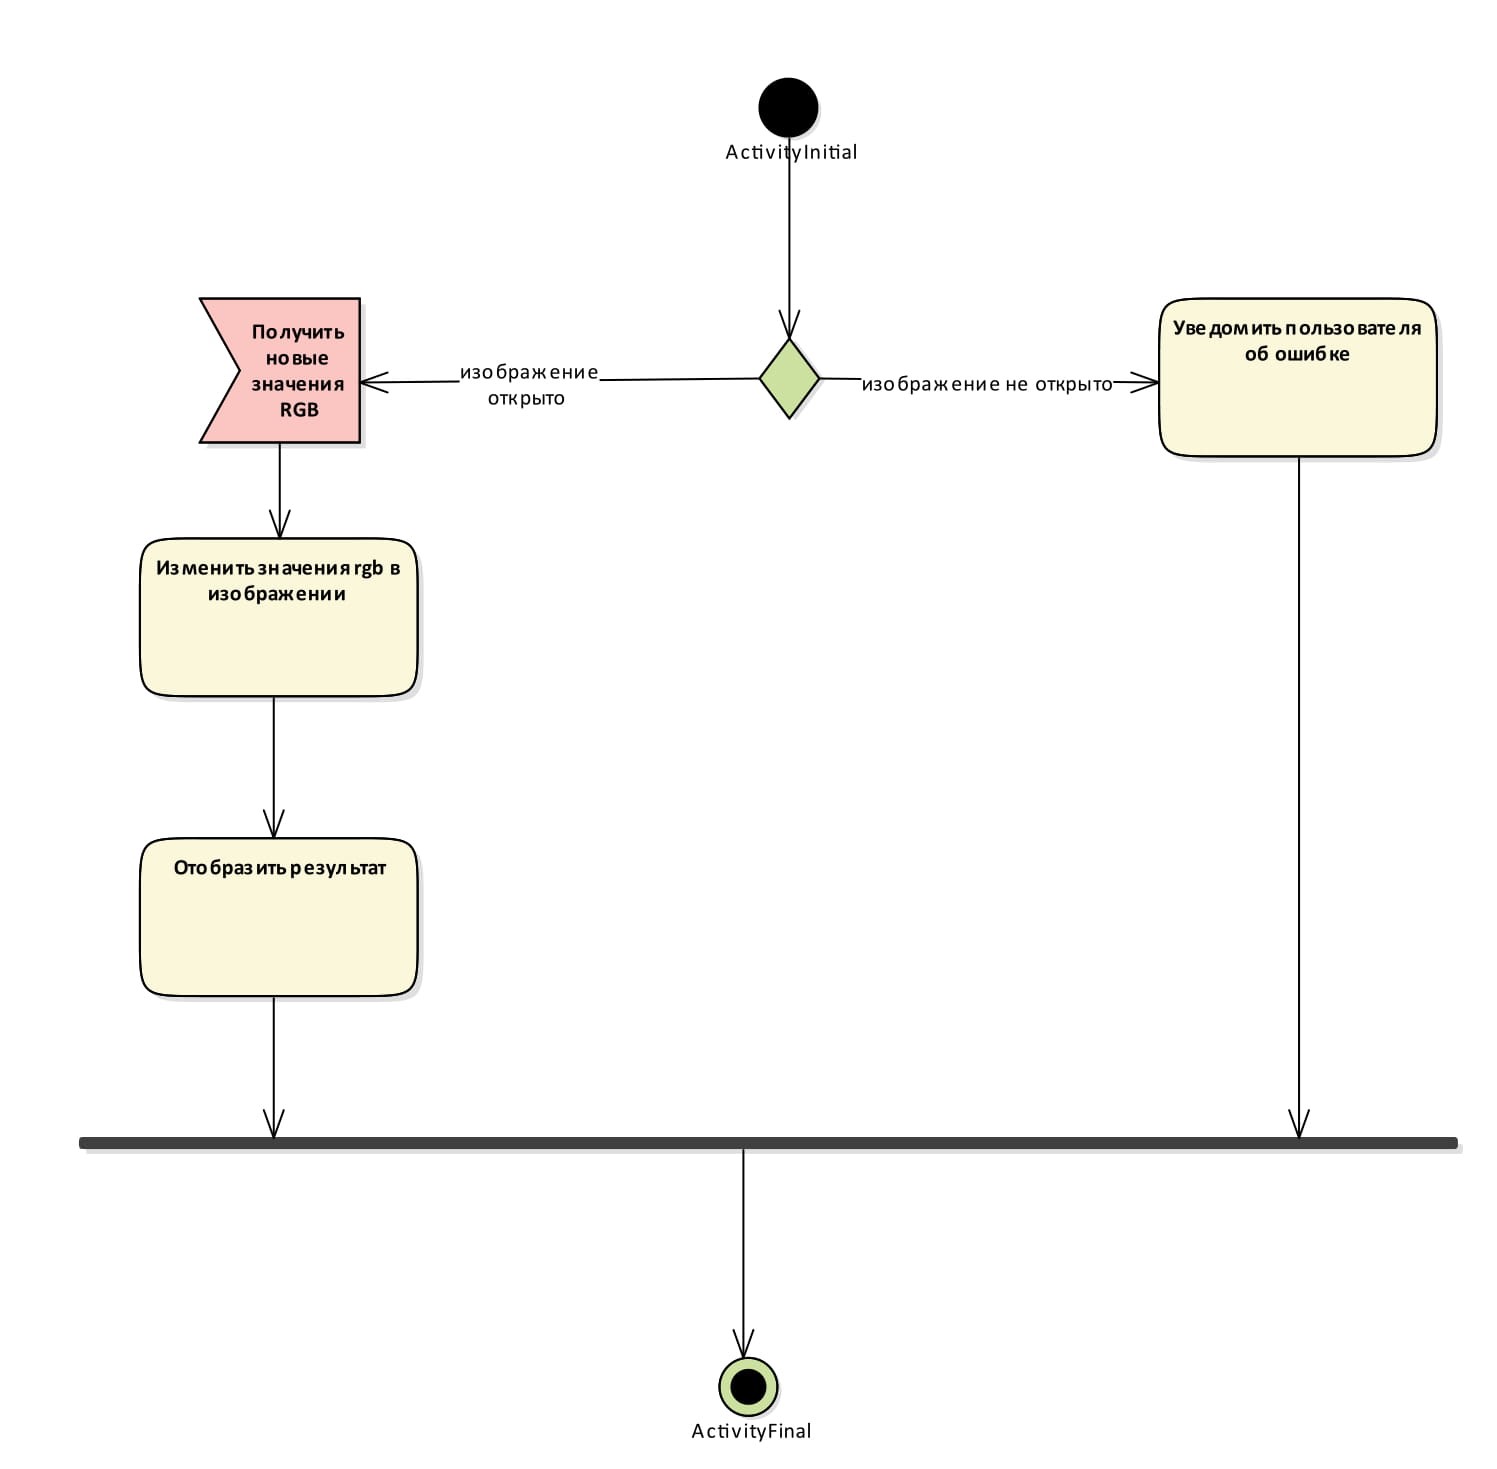 ActivityInitial
Получить
новые
значения
RGB
изображение
открыто
изображение не открыто
Уведомить пользователя
об ошибке
Изменить значения rgb в
изображении
Отобразить результат
ActivityFinal